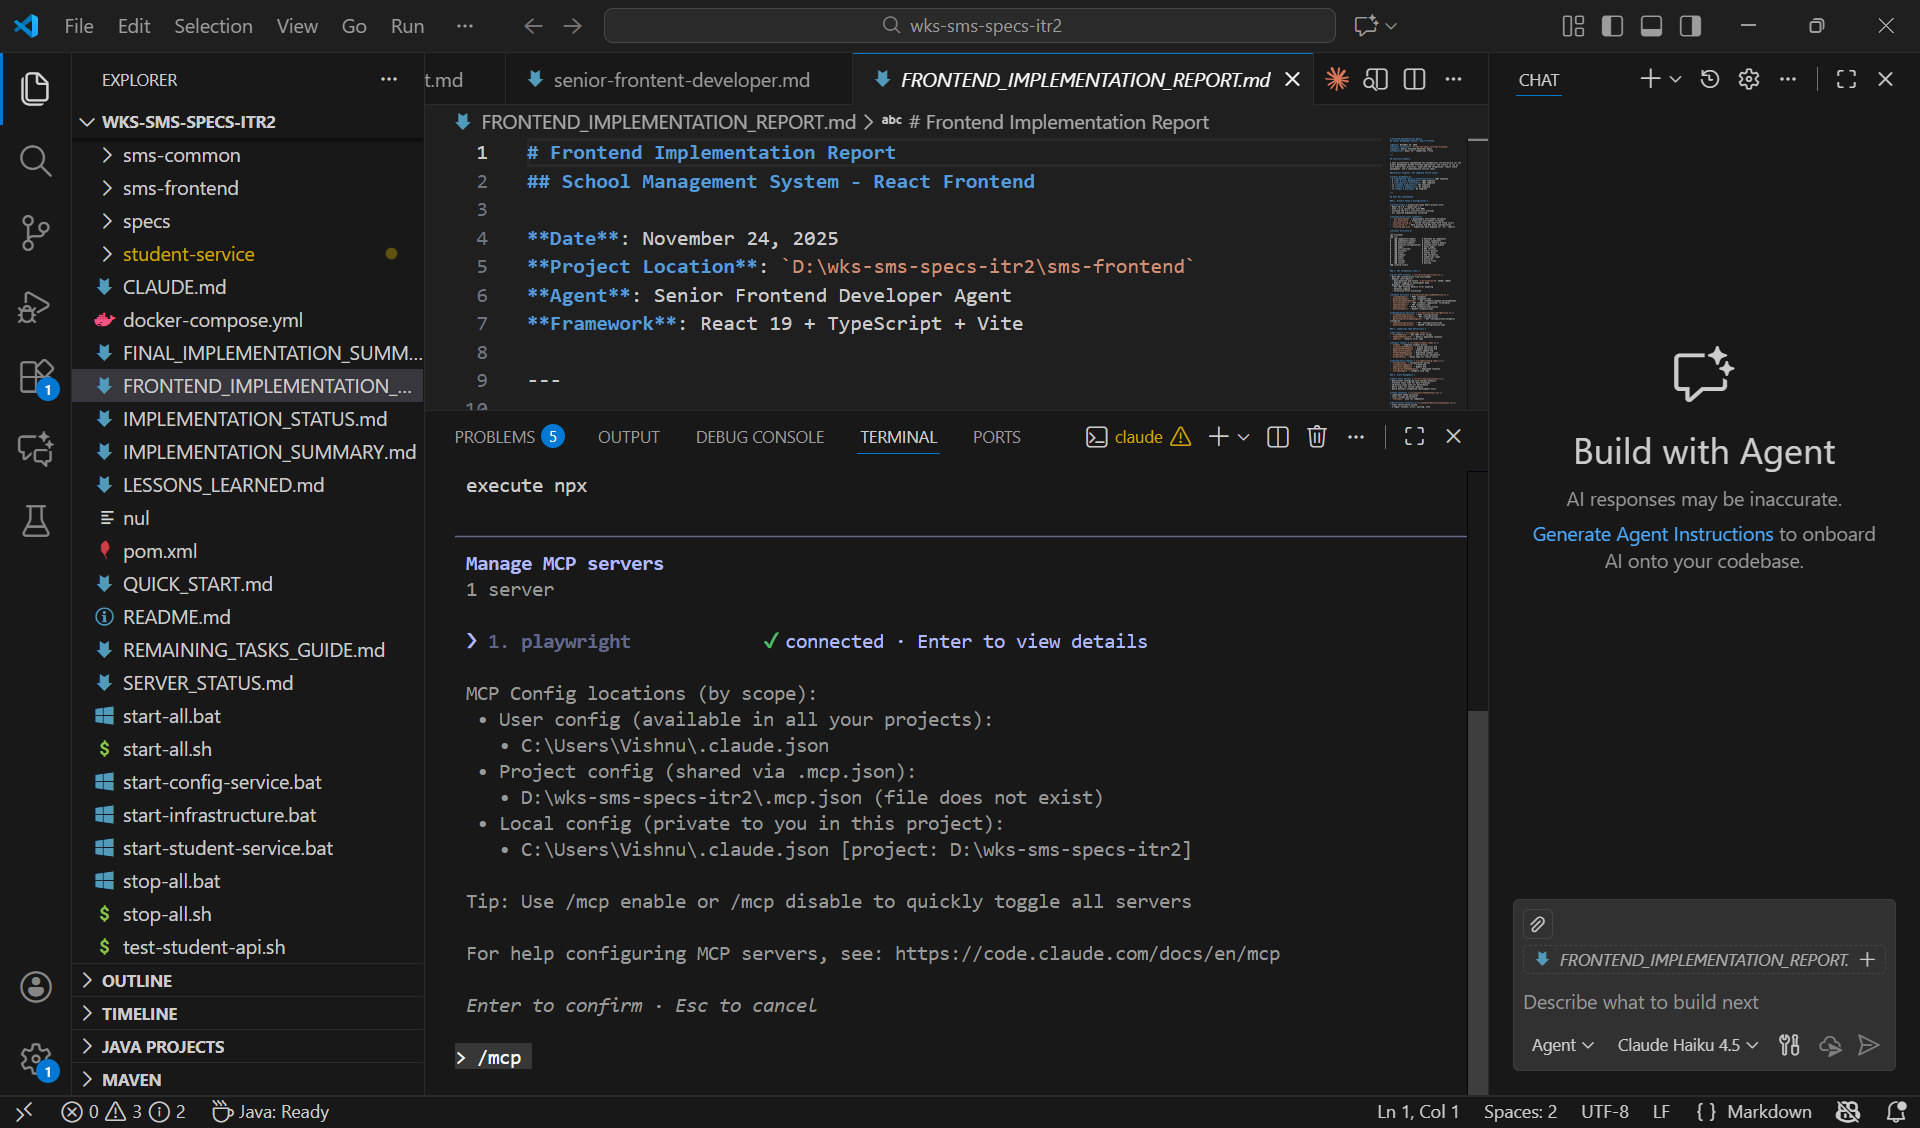 File Edit Selection View Go Run ··· wks-sms-specs-itr2
EXPLORER
WKS-SMS-SPECS-ITR2
sms-common
sms-frontend
specs
student-service
CLAUDE.md
docker-compose.yml
FINAL_IMPLEMENTATION_SUMM...
FRONTEND_IMPLEMENTATION_...
IMPLEMENTATION_STATUS.md
IMPLEMENTATION_SUMMARY.md
LESSONS_LEARNED.md
nul
pom.xml
QUICK_START.md
README.md
REMAINING_TASKS_GUIDE.md
SERVER_STATUS.md
start-all.bat
start-all.sh
start-config-service.bat
start-infrastructure.bat
start-student-service.bat
stop-all.bat
stop-all.sh
test-student-api.sh
OUTLINE
TIMELINE
JAVA PROJECTS
MAVEN
t.md senior-frontent-developer.md FRONTEND_IMPLEMENTATION_REPORT.md
FRONTEND_IMPLEMENTATION_REPORT.md > abc # Frontend Implementation Report
1 # Frontend Implementation Report
2 ## School Management System - React Frontend
3
4 **Date**: November 24, 2025
5 **Project Location**: `D:\wks-sms-specs-itr2\sms-frontend`
6 **Agent**: Senior Frontend Developer Agent
7 **Framework**: React 19 + TypeScript + Vite
8
9 ---
10
PROBLEMS 5 OUTPUT DEBUG CONSOLE TERMINAL PORTS claude
execute npx
Manage MCP servers
1 server
❯ 1. playwright ✓ connected · Enter to view details
MCP Config locations (by scope):
• User config (available in all your projects):
• C:\Users\Vishnu\.claude.json
• Project config (shared via .mcp.json):
• D:\wks-sms-specs-itr2\.mcp.json (file does not exist)
• Local config (private to you in this project):
• C:\Users\Vishnu\.claude.json [project: D:\wks-sms-specs-itr2]
Tip: Use /mcp enable or /mcp disable to quickly toggle all servers
For help configuring MCP servers, see: https://code.claude.com/docs/en/mcp
Enter to confirm · Esc to cancel
> /mcp
CHAT
Build with Agent
AI responses may be inaccurate.
Generate Agent Instructions to onboard
AI onto your codebase.
FRONTEND_IMPLEMENTATION_REPORT.
Describe what to build next
Agent Claude Haiku 4.5
1
1
0 3 2 Java: Ready Ln 1, Col 1 Spaces: 2 UTF-8 LF { } Markdown